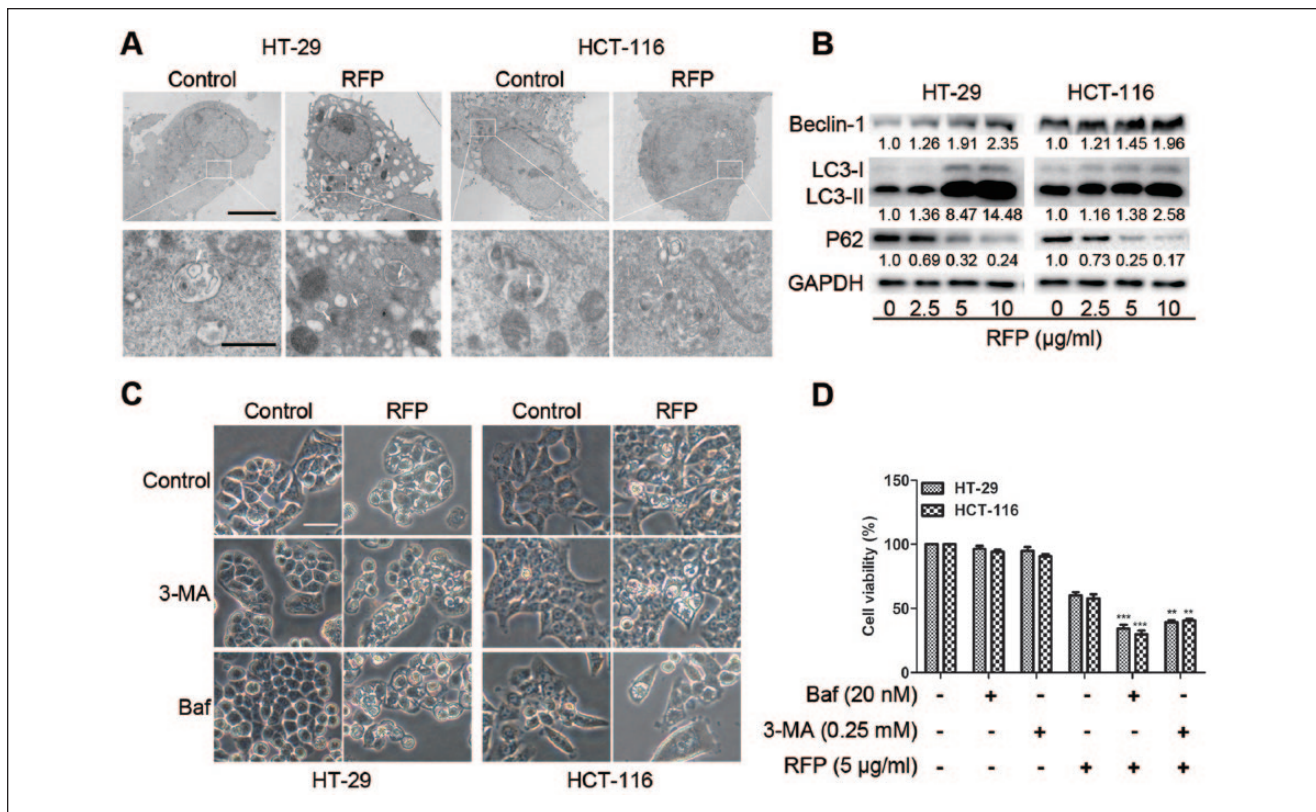 A
HT-29 HCT-116
Control RFP Control RFP
B
HT-29 HCT-116
Beclin-1
1.0 1.26 1.91 2.35 1.0 1.21 1.45 1.96
LC3-I
LC3-II
1.0 1.36 8.47 14.48 1.0 1.16 1.38 2.58
P62
1.0 0.69 0.32 0.24 1.0 0.73 0.25 0.17
GAPDH
0 2.5 5 10 0 2.5 5 10
RFP (µg/ml)
C
Control RFP Control RFP
Control
3-MA
Baf
HT-29 HCT-116
D
150
HT-29
HCT-116
100
50
0
Cell viability (%)
*** *** ** **
Baf (20 nM) - + - - + -
3-MA (0.25 mM) - - + - - +
RFP (5 µg/ml) - - - + + +